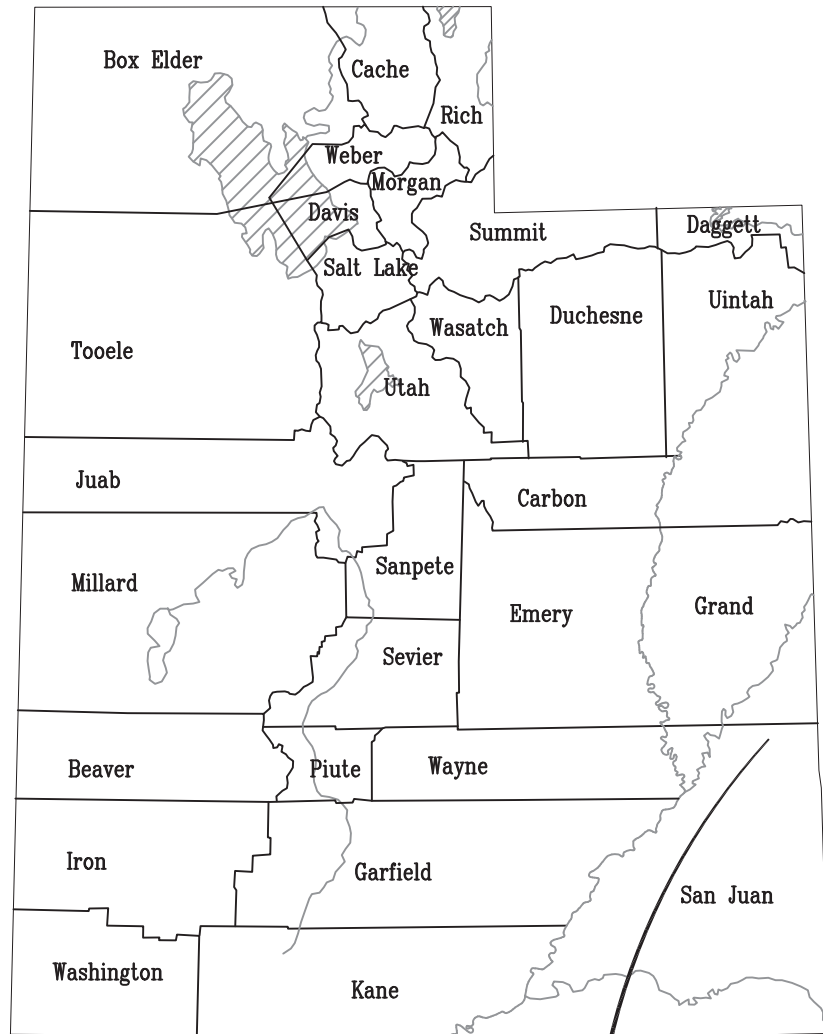 Box Elder
Cache
Rich
Weber
Morgan
Davis
Summit
Daggett
Salt Lake
Uintah
Duchesne
Wasatch
Tooele
Utah
Juab
Carbon
Sanpete
Millard
Emery
Grand
Sevier
Beaver
Piute
Wayne
Iron
Garfield
San Juan
Washington
Kane